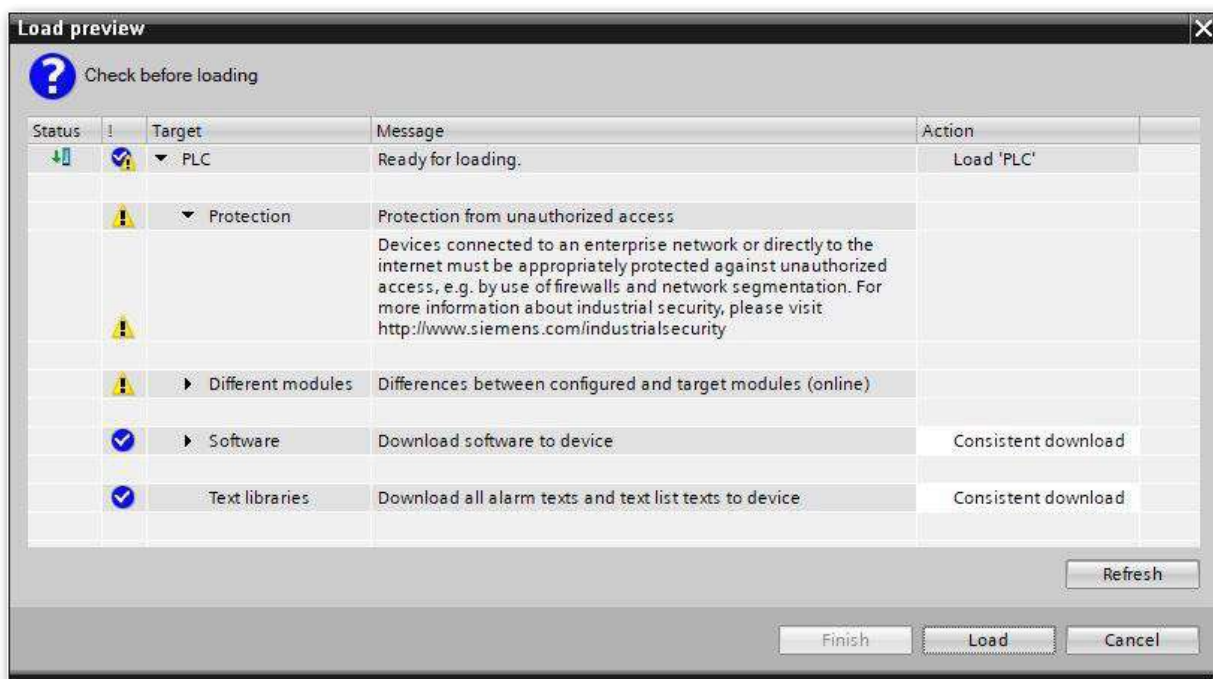 Load preview
Check before loading
Status ! Target Message Action
PLC Ready for loading. Load 'PLC'
Protection Protection from unauthorized access
Devices connected to an enterprise network or directly to the
internet must be appropriately protected against unauthorized
access, e.g. by use of firewalls and network segmentation. For
more information about industrial security, please visit
http://www.siemens.com/industrialsecurity
Different modules Differences between configured and target modules (online)
Software Download software to device Consistent download
Text libraries Download all alarm texts and text list texts to device Consistent download
Refresh
Finish Load Cancel